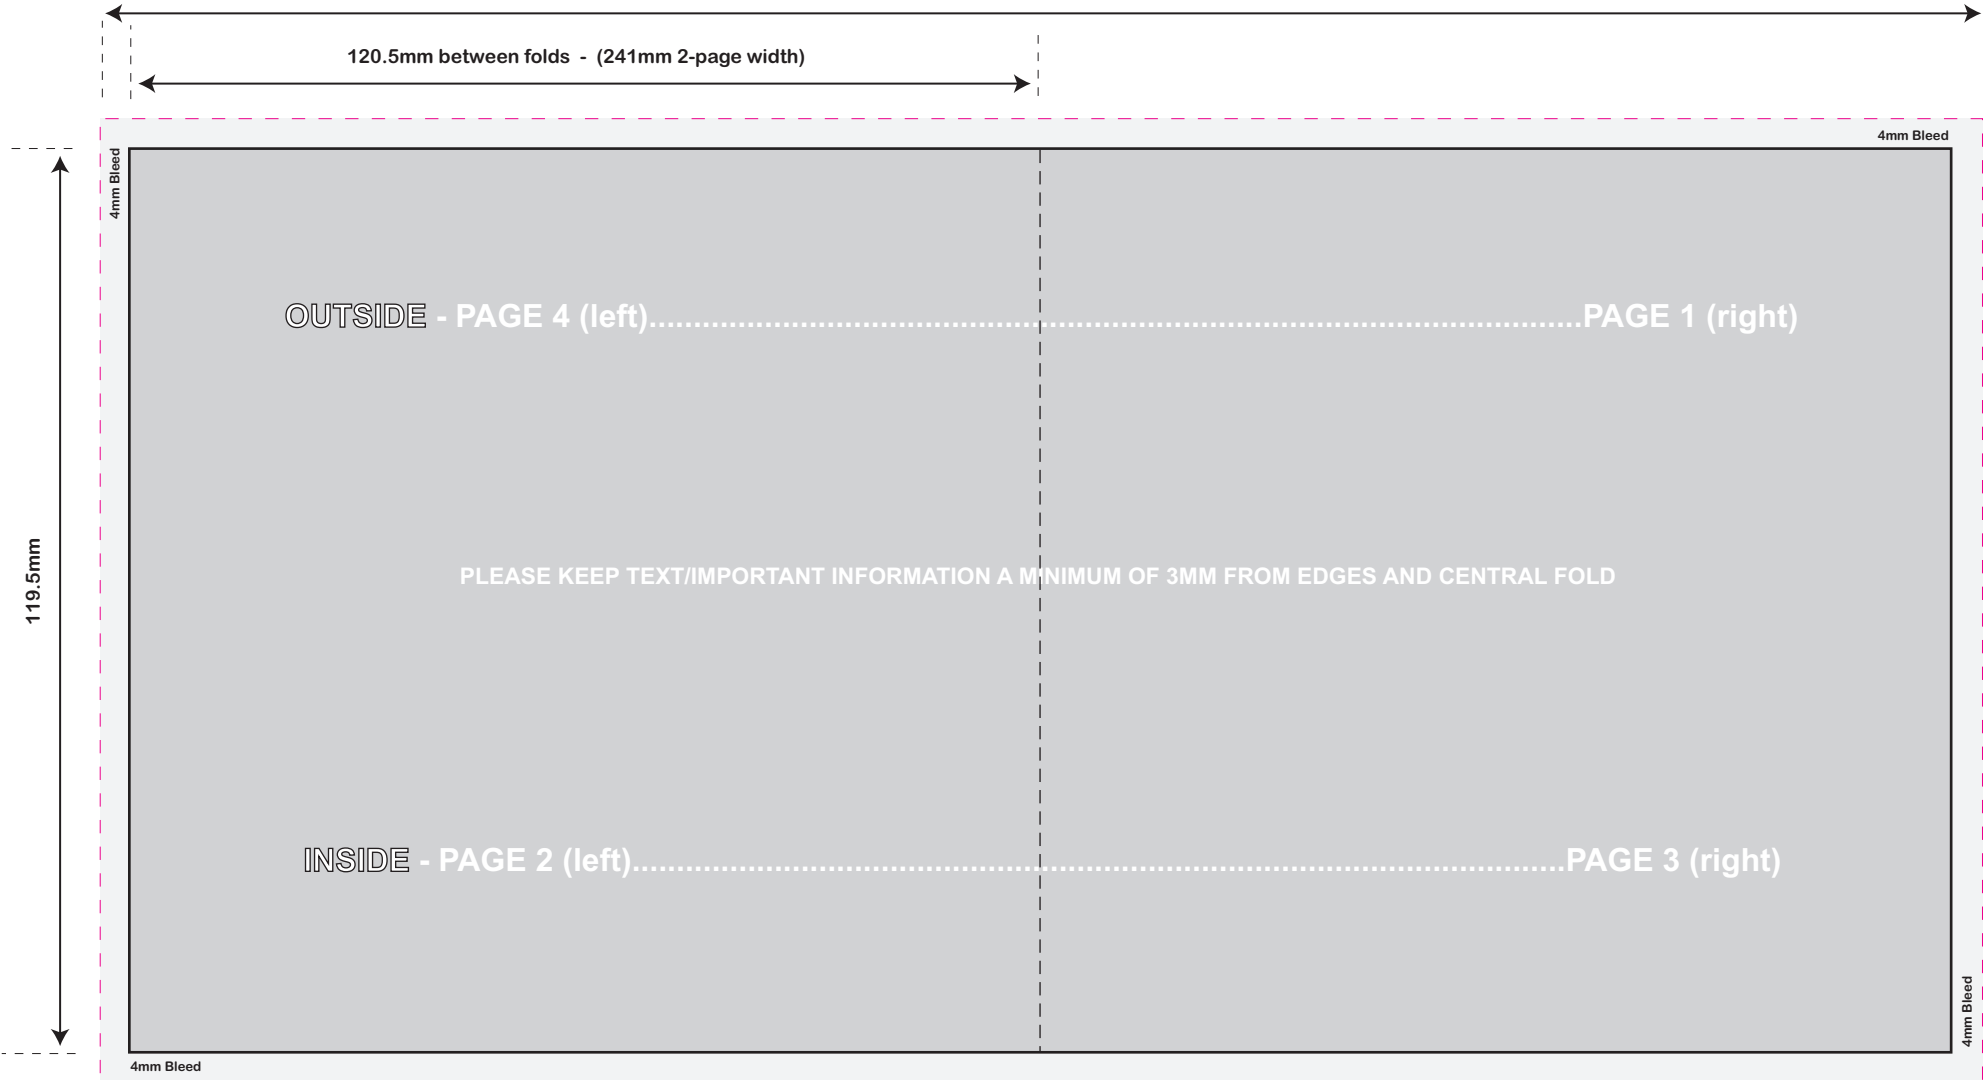 120.5mm between folds - (241mm 2-page width)
4mm Bleed
4mm Bleed
OUTSIDE - PAGE 4 (left)..........................................................................................................PAGE 1 (right)
119.5mm
PLEASE KEEP TEXT/IMPORTANT INFORMATION A MINIMUM OF 3MM FROM EDGES AND CENTRAL FOLD
INSIDE - PAGE 2 (left)..........................................................................................................PAGE 3 (right)
4mm Bleed
4mm Bleed